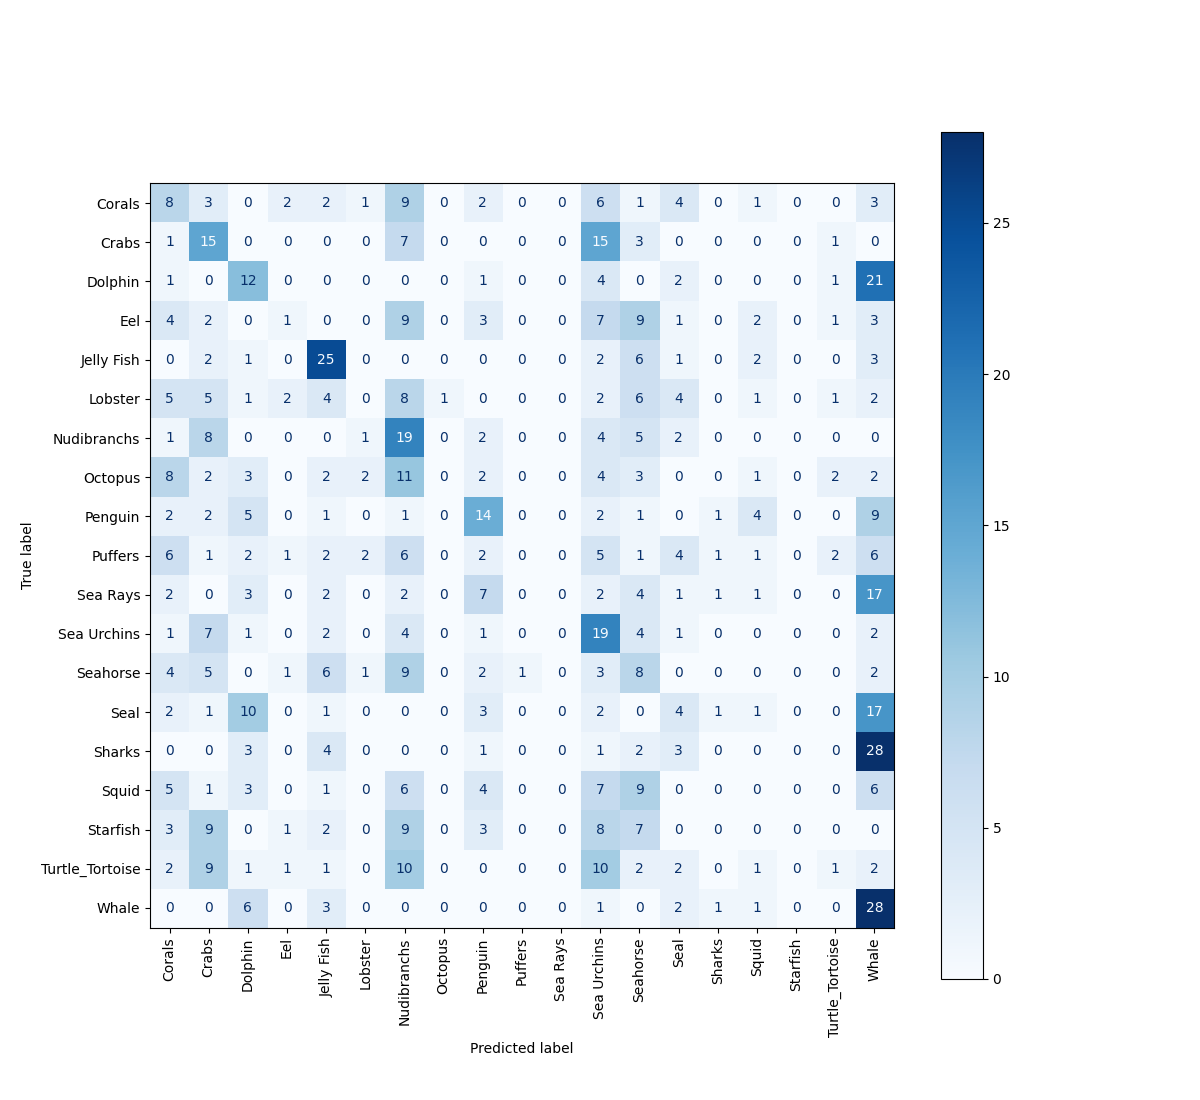 Corals 8 3 0 2 2 1 9 0 2 0 0 6 1 4 0 1 0 0 3
Crabs 1 15 0 0 0 0 7 0 0 0 0 15 3 0 0 0 0 1 0
Dolphin 1 0 12 0 0 0 0 0 1 0 0 4 0 2 0 0 0 1 21
Eel 4 2 0 1 0 0 9 0 3 0 0 7 9 1 0 2 0 1 3
Jelly Fish 0 2 1 0 25 0 0 0 0 0 0 2 6 1 0 2 0 0 3
Lobster 5 5 1 2 4 0 8 1 0 0 0 2 6 4 0 1 0 1 2
Nudibranchs 1 8 0 0 0 1 19 0 2 0 0 4 5 2 0 0 0 0 0
Octopus 8 2 3 0 2 2 11 0 2 0 0 4 3 0 0 1 0 2 2
Penguin 2 2 5 0 1 0 1 0 14 0 0 2 1 0 1 4 0 0 9
Puffers 6 1 2 1 2 2 6 0 2 0 0 5 1 4 1 1 0 2 6
Sea Rays 2 0 3 0 2 0 2 0 7 0 0 2 4 1 1 1 0 0 17
Sea Urchins 1 7 1 0 2 0 4 0 1 0 0 19 4 1 0 0 0 0 2
Seahorse 4 5 0 1 6 1 9 0 2 1 0 3 8 0 0 0 0 0 2
Seal 2 1 10 0 1 0 0 0 3 0 0 2 0 4 1 1 0 0 17
Sharks 0 0 3 0 4 0 0 0 1 0 0 1 2 3 0 0 0 0 28
Squid 5 1 3 0 1 0 6 0 4 0 0 7 9 0 0 0 0 0 6
Starfish 3 9 0 1 2 0 9 0 3 0 0 8 7 0 0 0 0 0 0
Turtle_Tortoise 2 9 1 1 1 0 10 0 0 0 0 10 2 2 0 1 0 1 2
Whale 0 0 6 0 3 0 0 0 0 0 0 1 0 2 1 1 0 0 28
True label
Corals Crabs Dolphin Eel Jelly Fish Lobster Nudibranchs Octopus Penguin Puffers Sea Rays Sea Urchins Seahorse Seal Sharks Squid Starfish Turtle_Tortoise Whale
Predicted label
25
20
15
10
5
0